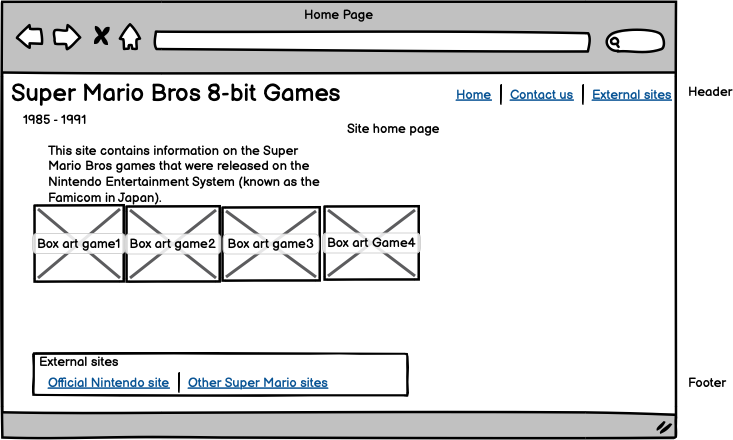 Home Page
Super Mario Bros 8-bit Games
Home | Contact us | External sites
Header
1985 - 1991
Site home page
This site contains information on the Super
Mario Bros games that were released on the
Nintendo Entertainment System (known as the
Famicom in Japan).
Box art game1
Box art game2
Box art game3
Box art Game4
External sites
Official Nintendo site | Other Super Mario sites
Footer